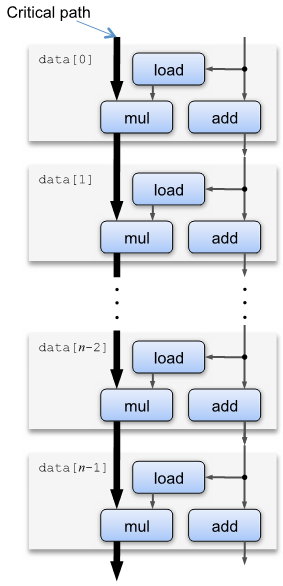 Critical path
data[0]
load
mul
add
data[1]
load
mul
add
data[n-2]
load
mul
add
data[n-1]
load
mul
add